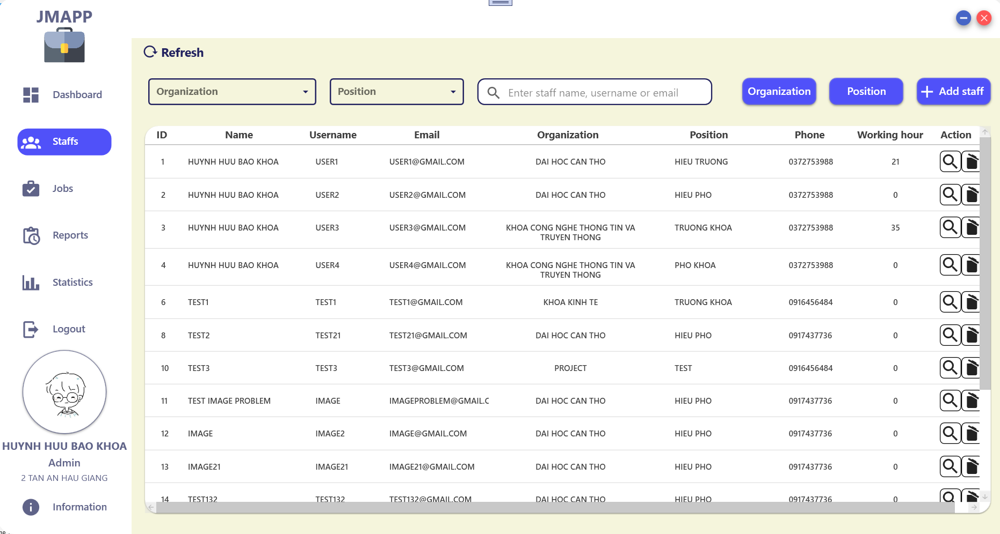 JMAPP
Dashboard
Staffs
Jobs
Reports
Statistics
Logout
HUYNH HUU BAO KHOA
Admin
2 TAN AN HAU GIANG
Information
Refresh
Organization
Position
Enter staff name, username or email
Organization
Position
Add staff
ID Name Username Email Organization Position Phone Working hour Action
1 HUYNH HUU BAO KHOA USER1 USER1@GMAIL.COM DAI HOC CAN THO HIEU TRUONG 0372753988 21
2 HUYNH HUU BAO KHOA USER2 USER2@GMAIL.COM DAI HOC CAN THO HIEU PHO 0372753988 0
3 HUYNH HUU BAO KHOA USER3 USER3@GMAIL.COM KHOA CONG NGHE THONG TIN VA TRUONG KHOA 0372753988 35
TRUYEN THONG
4 HUYNH HUU BAO KHOA USER4 USER4@GMAIL.COM KHOA CONG NGHE THONG TIN VA PHO KHOA 0372753988 0
TRUYEN THONG
6 TEST1 TEST1 TEST1@GMAIL.COM KHOA KINH TE TRUONG KHOA 0916456484 0
8 TEST2 TEST21 TEST21@GMAIL.COM DAI HOC CAN THO HIEU PHO 0917437736 0
10 TEST3 TEST3 TEST3@GMAIL.COM PROJECT TEST 0916456484 0
11 TEST IMAGE PROBLEM IMAGE IMAGEPROBLEM@GMAIL.C DAI HOC CAN THO HIEU PHO 0917437736 0
12 IMAGE IMAGE2 IMAGE@GMAIL.COM DAI HOC CAN THO HIEU PHO 0917437736 0
13 IMAGE21 IMAGE21 IMAGE21@GMAIL.COM DAI HOC CAN THO HIEU PHO 0917437736 0
14 TEST132 TEST132 TEST132@GMAIL.COM DAI HOC CAN THO HIEU PHO 0917437736 0